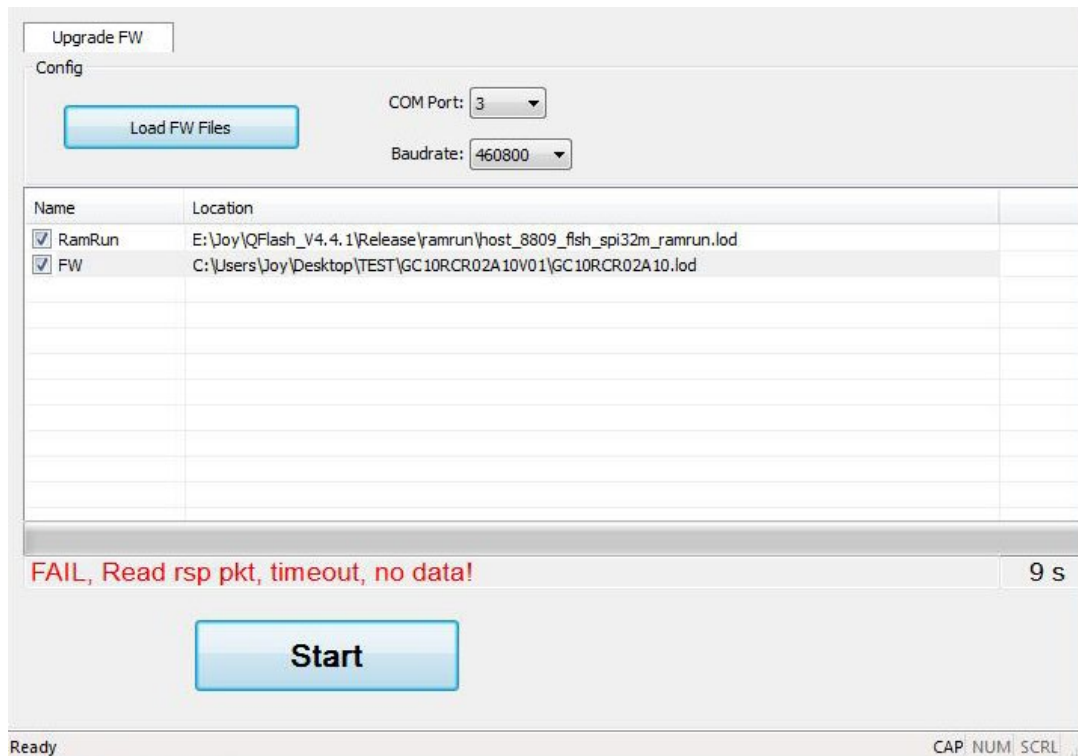 Upgrade FW
Config
Load FW Files
COM Port: 3
Baudrate: 460800
Name Location
RamRun E:\Joy\QFlash_V4.4.1\Release\ramrun\host_8809_flsh_spi32m_ramrun.lod
FW C:\Users\Joy\Desktop\TEST\GC10RCR02A10V01\GC10RCR02A10.lod
FAIL, Read rsp pkt, timeout, no data! 9 s
Start
Ready CAP NUM SCRL